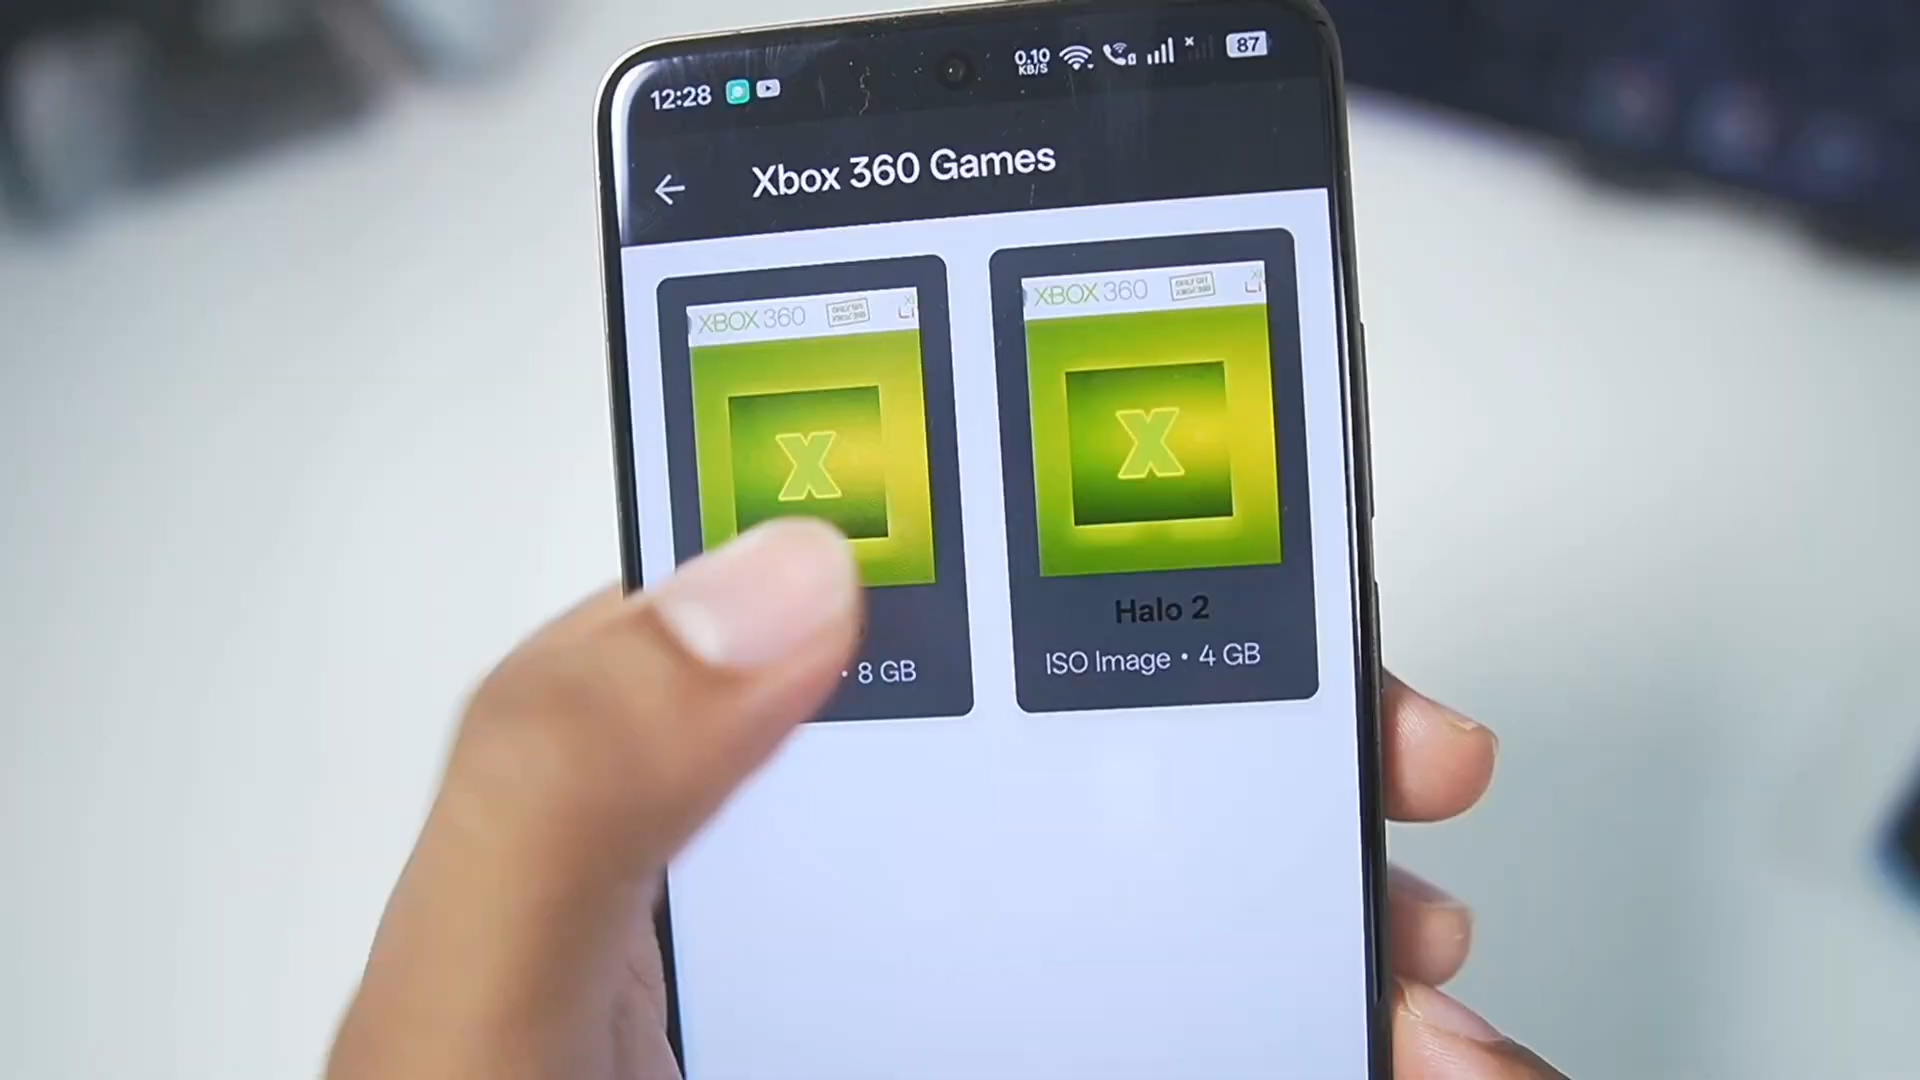 12:28
0.10
KB/S
87
Xbox 360 Games
XBOX 360
XBOX 360
X
X
Halo 2
· 8 GB
ISO Image · 4 GB